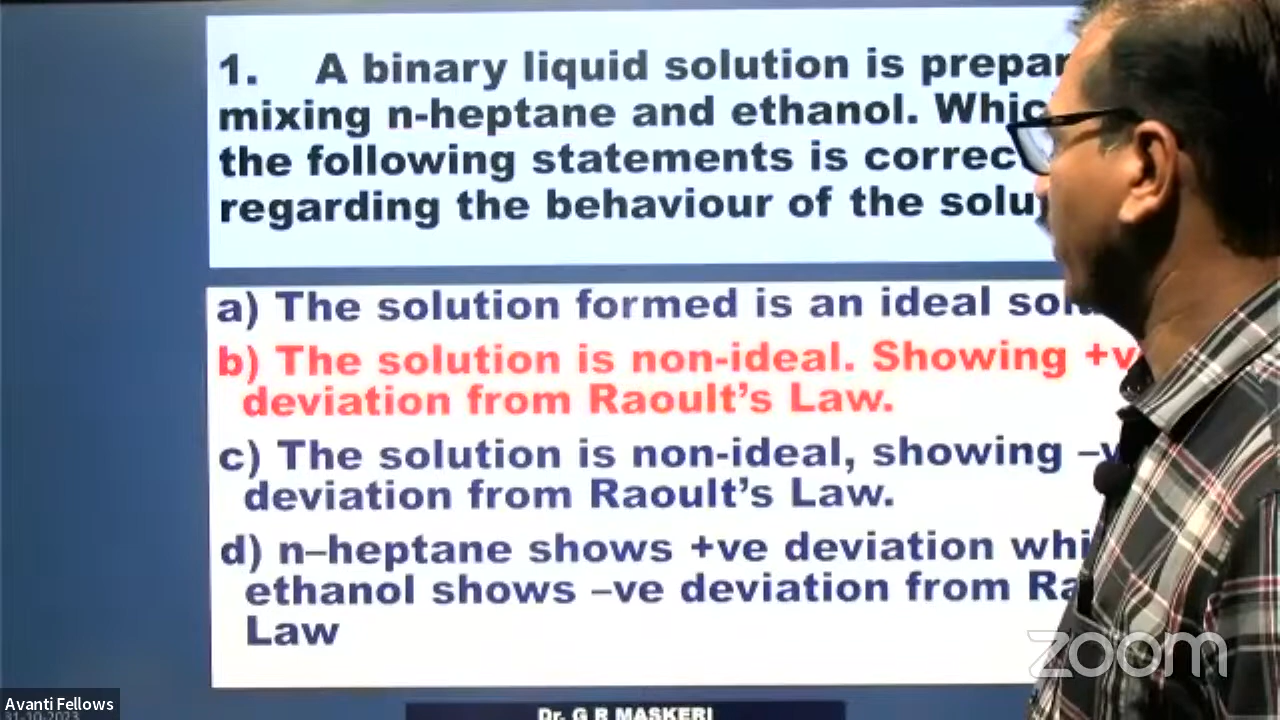 1. A binary liquid solution is prepar
mixing n-heptane and ethanol. Whic
the following statements is correc
regarding the behaviour of the solu
a) The solution formed is an ideal sol
b) The solution is non-ideal. Showing +v
deviation from Raoult’s Law.
c) The solution is non-ideal, showing –v
deviation from Raoult’s Law.
d) n–heptane shows +ve deviation whi
ethanol shows –ve deviation from Ra
Law
zoom
Avanti Fellows
31-10-2023
Dr. G R MASKERI